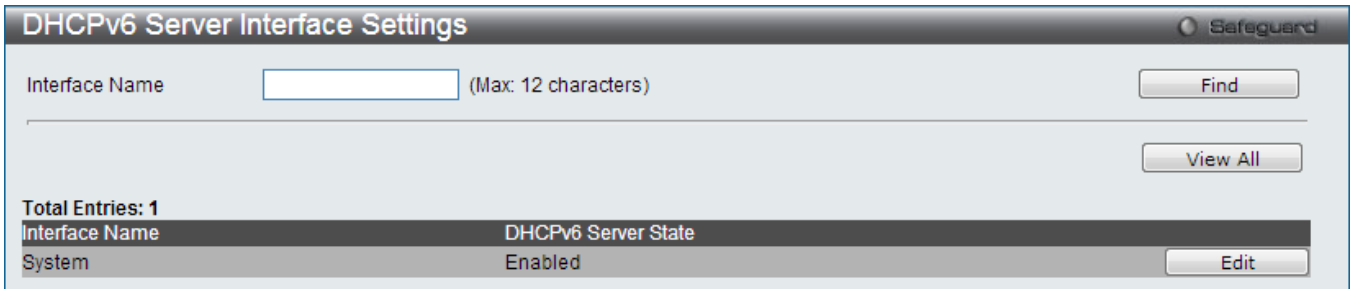 DHCPv6 Server Interface Settings
Safeguard
Interface Name (Max: 12 characters) Find
View All
Total Entries: 1
Interface Name DHCPv6 Server State
System Enabled Edit